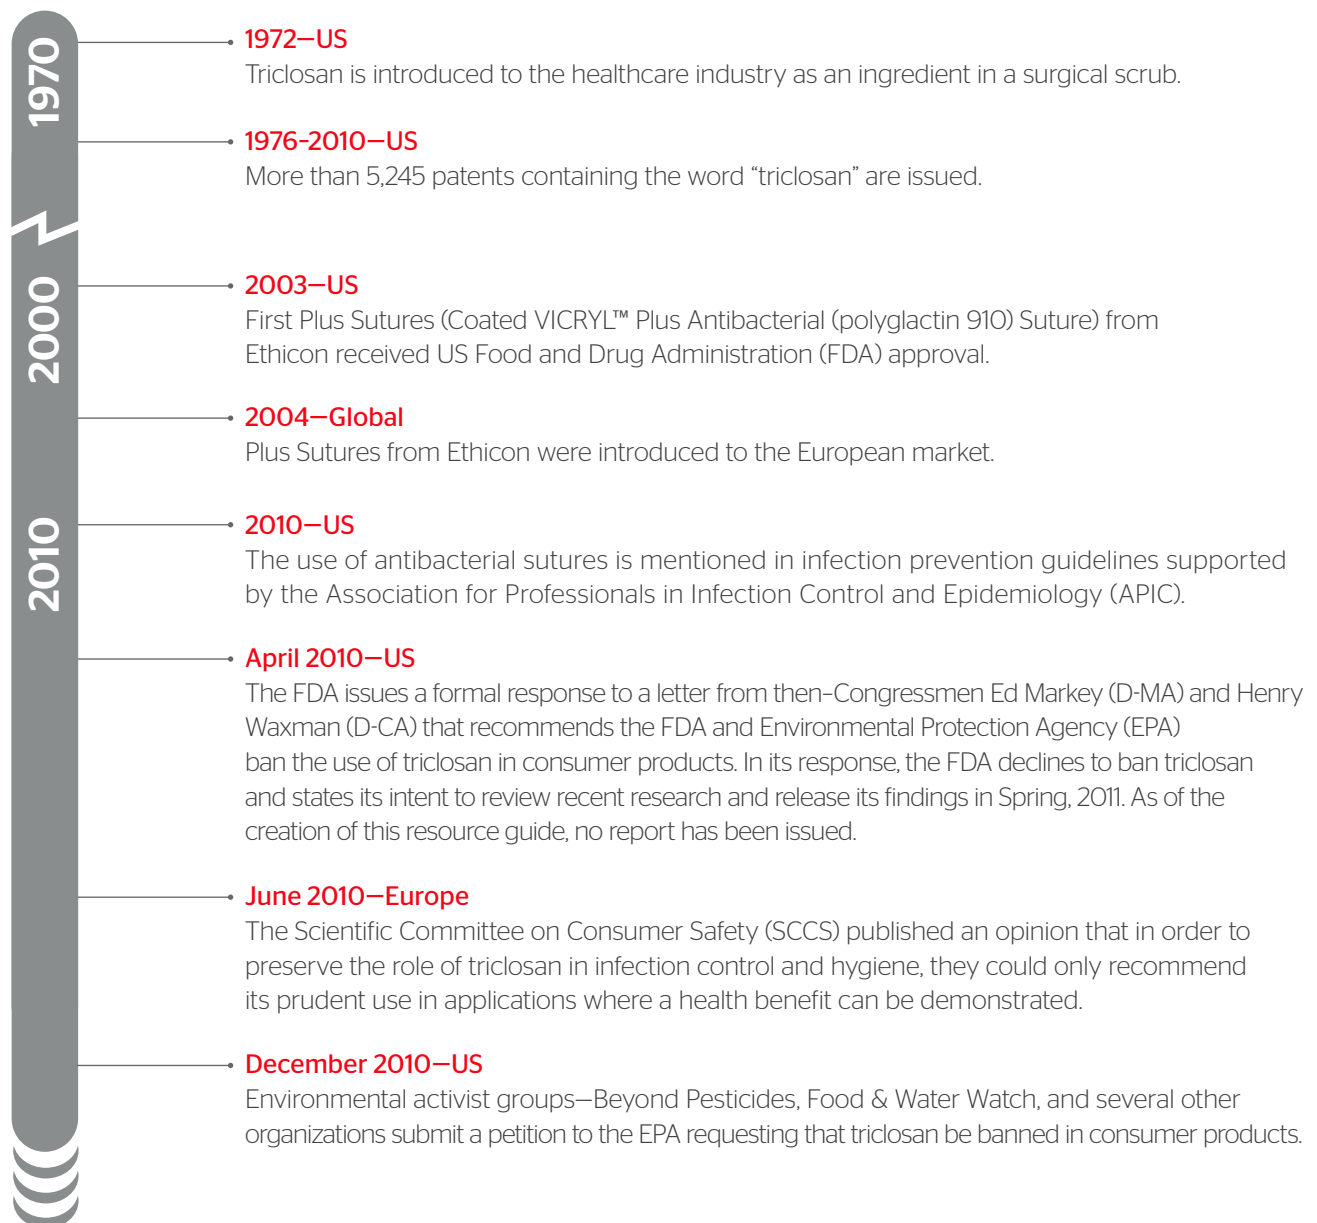 1970
1972—US
Triclosan is introduced to the healthcare industry as an ingredient in a surgical scrub.
1976-2010—US
More than 5,245 patents containing the word “triclosan” are issued.
2000
2003—US
First Plus Sutures (Coated VICRYL™ Plus Antibacterial (polyglactin 910) Suture) from
Ethicon received US Food and Drug Administration (FDA) approval.
2004—Global
Plus Sutures from Ethicon were introduced to the European market.
2010
2010—US
The use of antibacterial sutures is mentioned in infection prevention guidelines supported
by the Association for Professionals in Infection Control and Epidemiology (APIC).
April 2010—US
The FDA issues a formal response to a letter from then-Congressmen Ed Markey (D-MA) and Henry
Waxman (D-CA) that recommends the FDA and Environmental Protection Agency (EPA)
ban the use of triclosan in consumer products. In its response, the FDA declines to ban triclosan
and states its intent to review recent research and release its findings in Spring, 2011. As of the
creation of this resource guide, no report has been issued.
June 2010—Europe
The Scientific Committee on Consumer Safety (SCCS) published an opinion that in order to
preserve the role of triclosan in infection control and hygiene, they could only recommend
its prudent use in applications where a health benefit can be demonstrated.
December 2010—US
Environmental activist groups—Beyond Pesticides, Food & Water Watch, and several other
organizations submit a petition to the EPA requesting that triclosan be banned in consumer products.